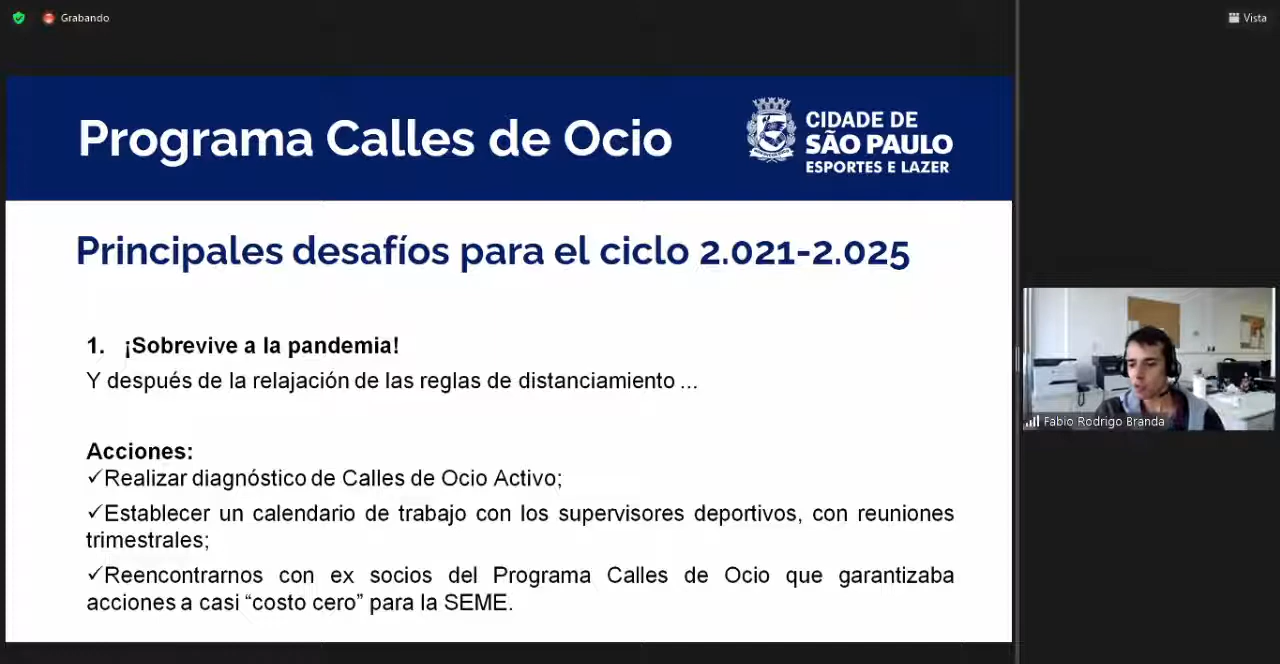 Grabando
Vista
Programa Calles de Ocio
CIDADE DE
SÃO PAULO
ESPORTES E LAZER
Principales desafíos para el ciclo 2.021-2.025
1. ¡Sobrevive a la pandemia!
Y después de la relajación de las reglas de distanciamiento ...
Acciones:
✓Realizar diagnóstico de Calles de Ocio Activo;
✓Establecer un calendario de trabajo con los supervisores deportivos, con reuniones
trimestrales;
✓Reencontrarnos con ex socios del Programa Calles de Ocio que garantizaba
acciones a casi “costo cero” para la SEME.
Fabio Rodrigo Branda